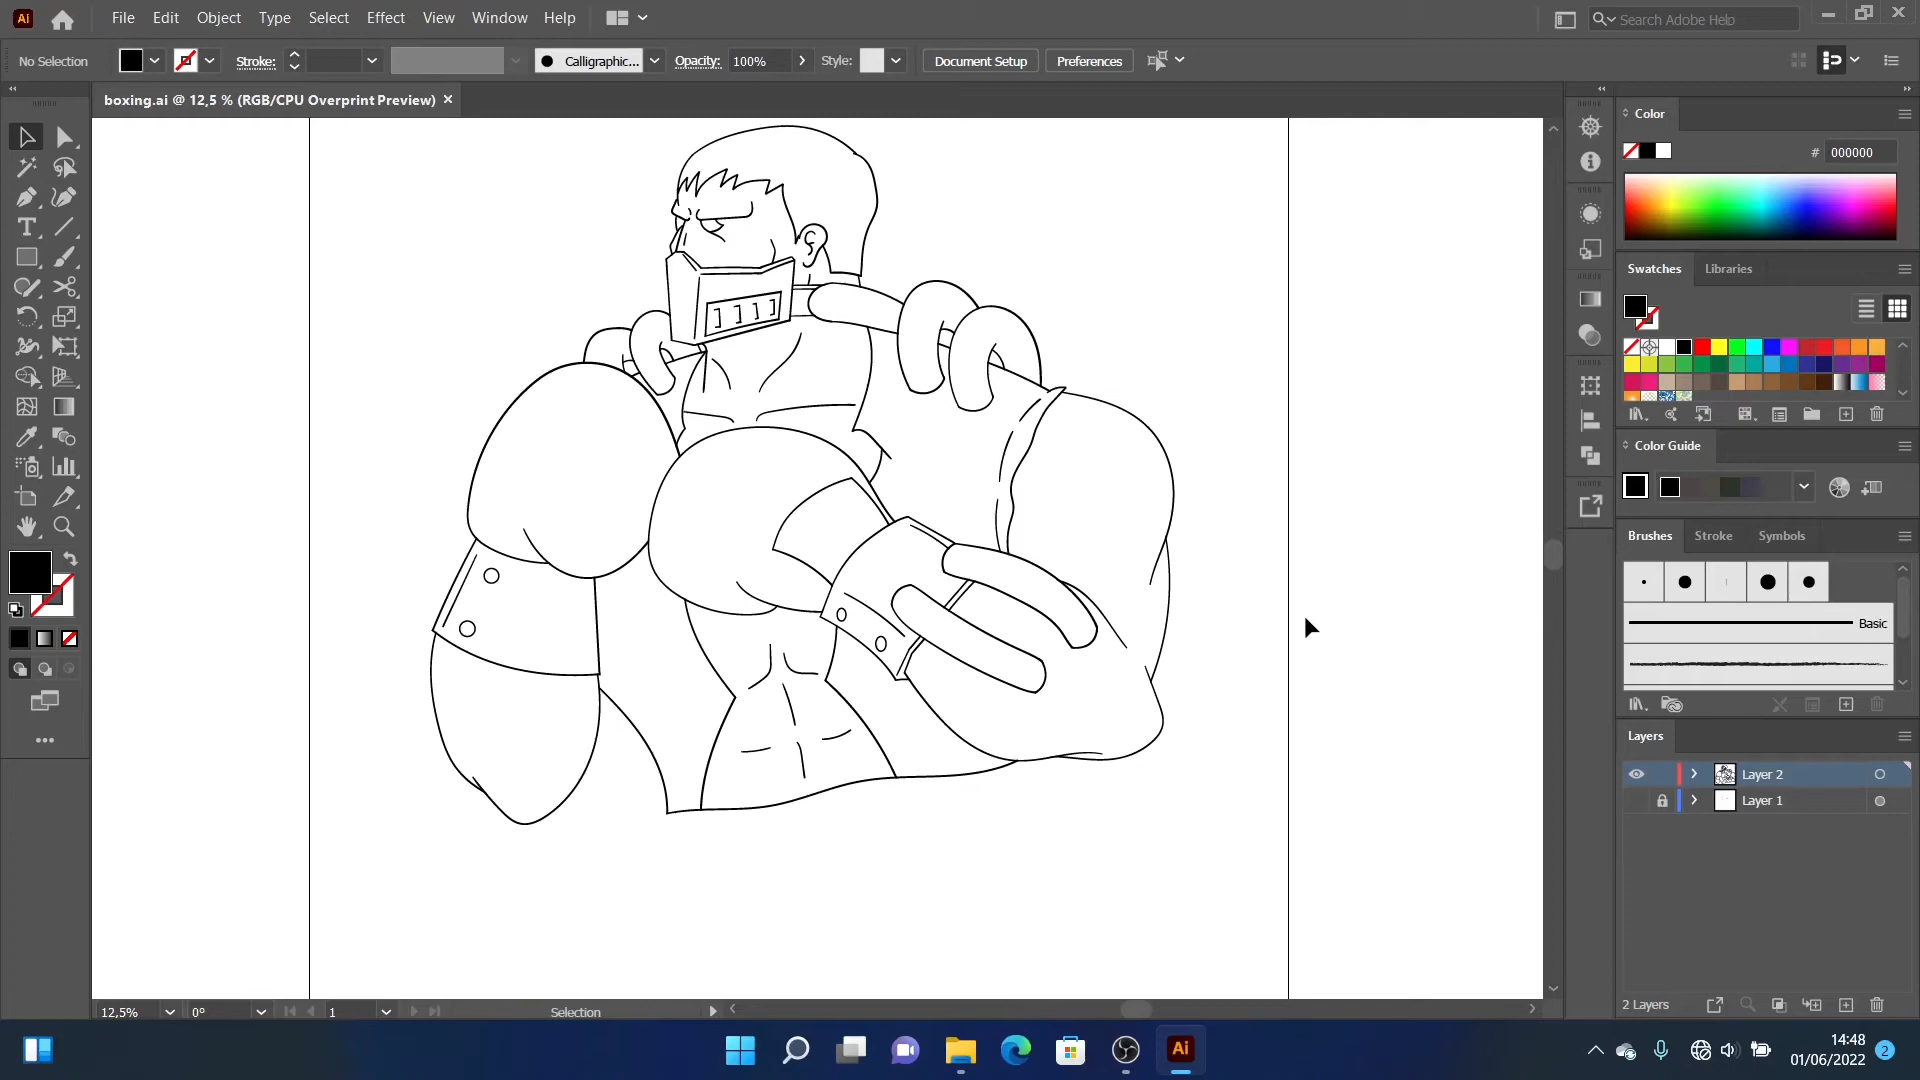 Ai File Edit Object Type Select Effect View Window Help Search Adobe Help
No Selection Stroke: Calligraphic... Opacity: 100% Style: Document Setup Preferences
boxing.ai @ 12,5 % (RGB/CPU Overprint Preview) ×
Color
# 000000
Swatches Libraries
Color Guide
Brushes Stroke Symbols
Basic
Layers
Layer 2
Layer 1
2 Layers
12,5% 0° 1 Selection
Ai
14:48
01/06/2022 2